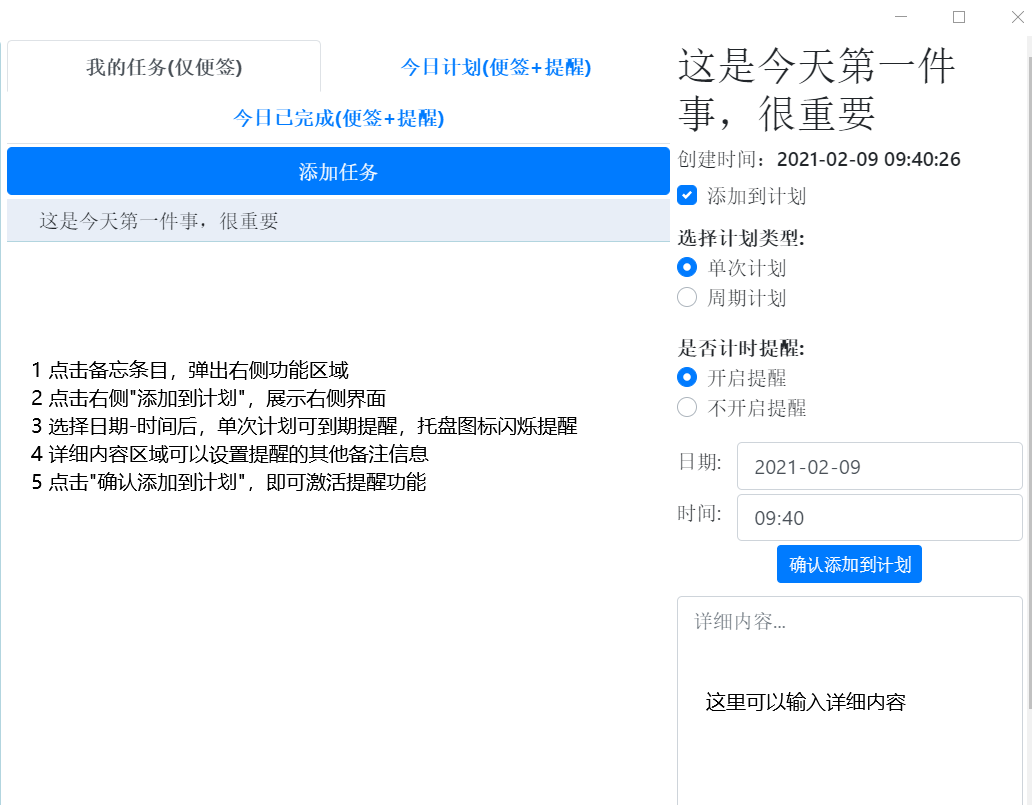 我的任务(仅便签)
今日计划(便签+提醒)
今日已完成(便签+提醒)
添加任务
这是今天第一件事，很重要
1 点击备忘条目，弹出右侧功能区域
2 点击右侧"添加到计划"，展示右侧界面
3 选择日期-时间后，单次计划可到期提醒，托盘图标闪烁提醒
4 详细内容区域可以设置提醒的其他备注信息
5 点击"确认添加到计划"，即可激活提醒功能
这是今天第一件
事，很重要
创建时间：2021-02-09 09:40:26
添加到计划
选择计划类型:
单次计划
周期计划
是否计时提醒:
开启提醒
不开启提醒
日期: 2021-02-09
时间: 09:40
确认添加到计划
详细内容...
这里可以输入详细内容